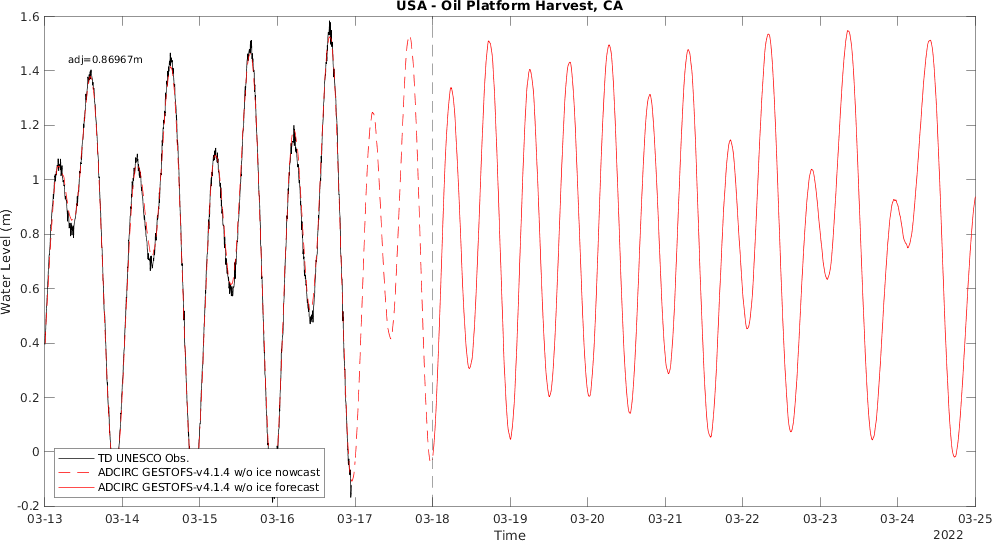 USA - Oil Platform Harvest, CA
adj=0.86967m
Water Level (m)
1.6
1.4
1.2
1
0.8
0.6
0.4
0.2
0
-0.2
TD UNESCO Obs.
ADCIRC GESTOFS-v4.1.4 w/o ice nowcast
ADCIRC GESTOFS-v4.1.4 w/o ice forecast
03-13 03-14 03-15 03-16 03-17 03-18 03-19 03-20 03-21 03-22 03-23 03-24 03-25
Time
2022